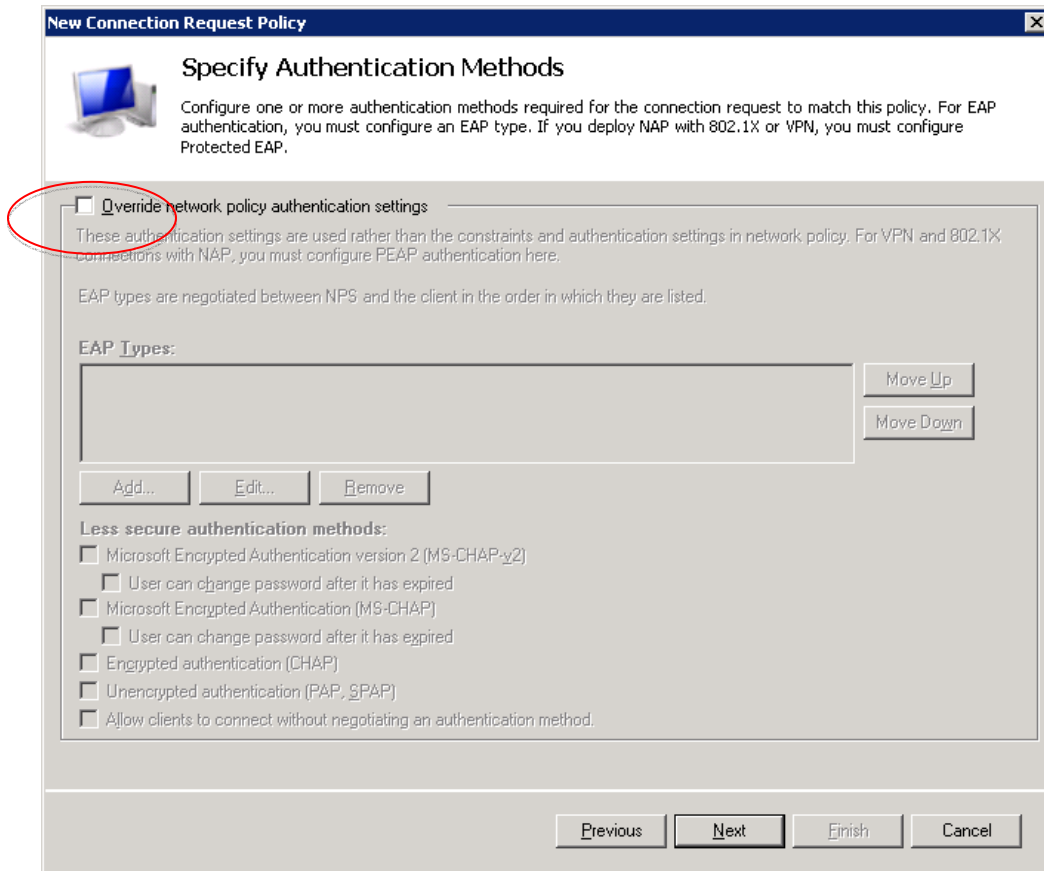 New Connection Request Policy
Specify Authentication Methods
Configure one or more authentication methods required for the connection request to match this policy. For EAP
authentication, you must configure an EAP type. If you deploy NAP with 802.1X or VPN, you must configure
Protected EAP.
Override network policy authentication settings
These authentication settings are used rather than the constraints and authentication settings in network policy. For VPN and 802.1X
connections with NAP, you must configure PEAP authentication here.
EAP types are negotiated between NPS and the client in the order in which they are listed.
EAP Types:
Move Up
Move Down
Add... Edit... Remove
Less secure authentication methods:
Microsoft Encrypted Authentication version 2 (MS-CHAP-v2)
User can change password after it has expired
Microsoft Encrypted Authentication (MS-CHAP)
User can change password after it has expired
Encrypted authentication (CHAP)
Unencrypted authentication (PAP, SPAP)
Allow clients to connect without negotiating an authentication method.
Previous Next Finish Cancel